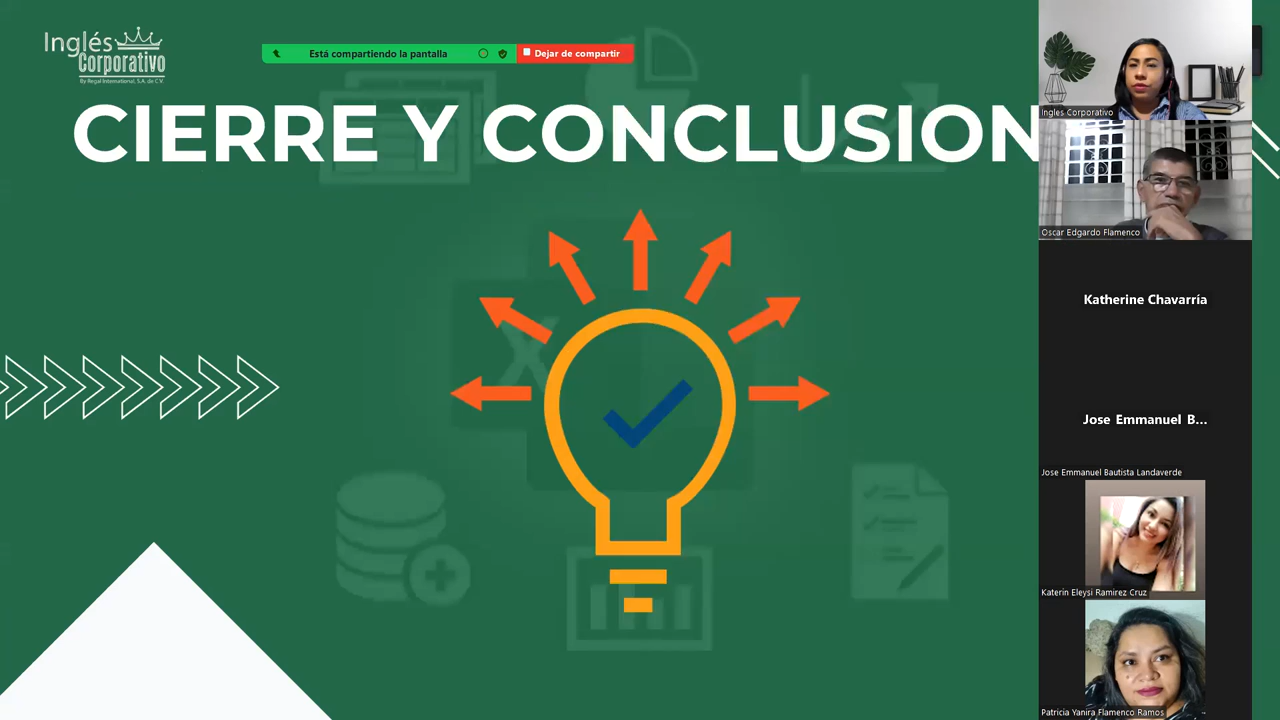 Inglés
Corporativo
By Regal International, S.A. de C.V.
Está compartiendo la pantalla
Dejar de compartir
CIERRE Y CONCLUSION
X
Ingles Corporativo
Oscar Edgardo Flamenco
Katherine Chavarría
Jose Emmanuel B...
Jose Emmanuel Bautista Landaverde
Katerin Eleysi Ramirez Cruz
Patricia Yanira Flamenco Ramos